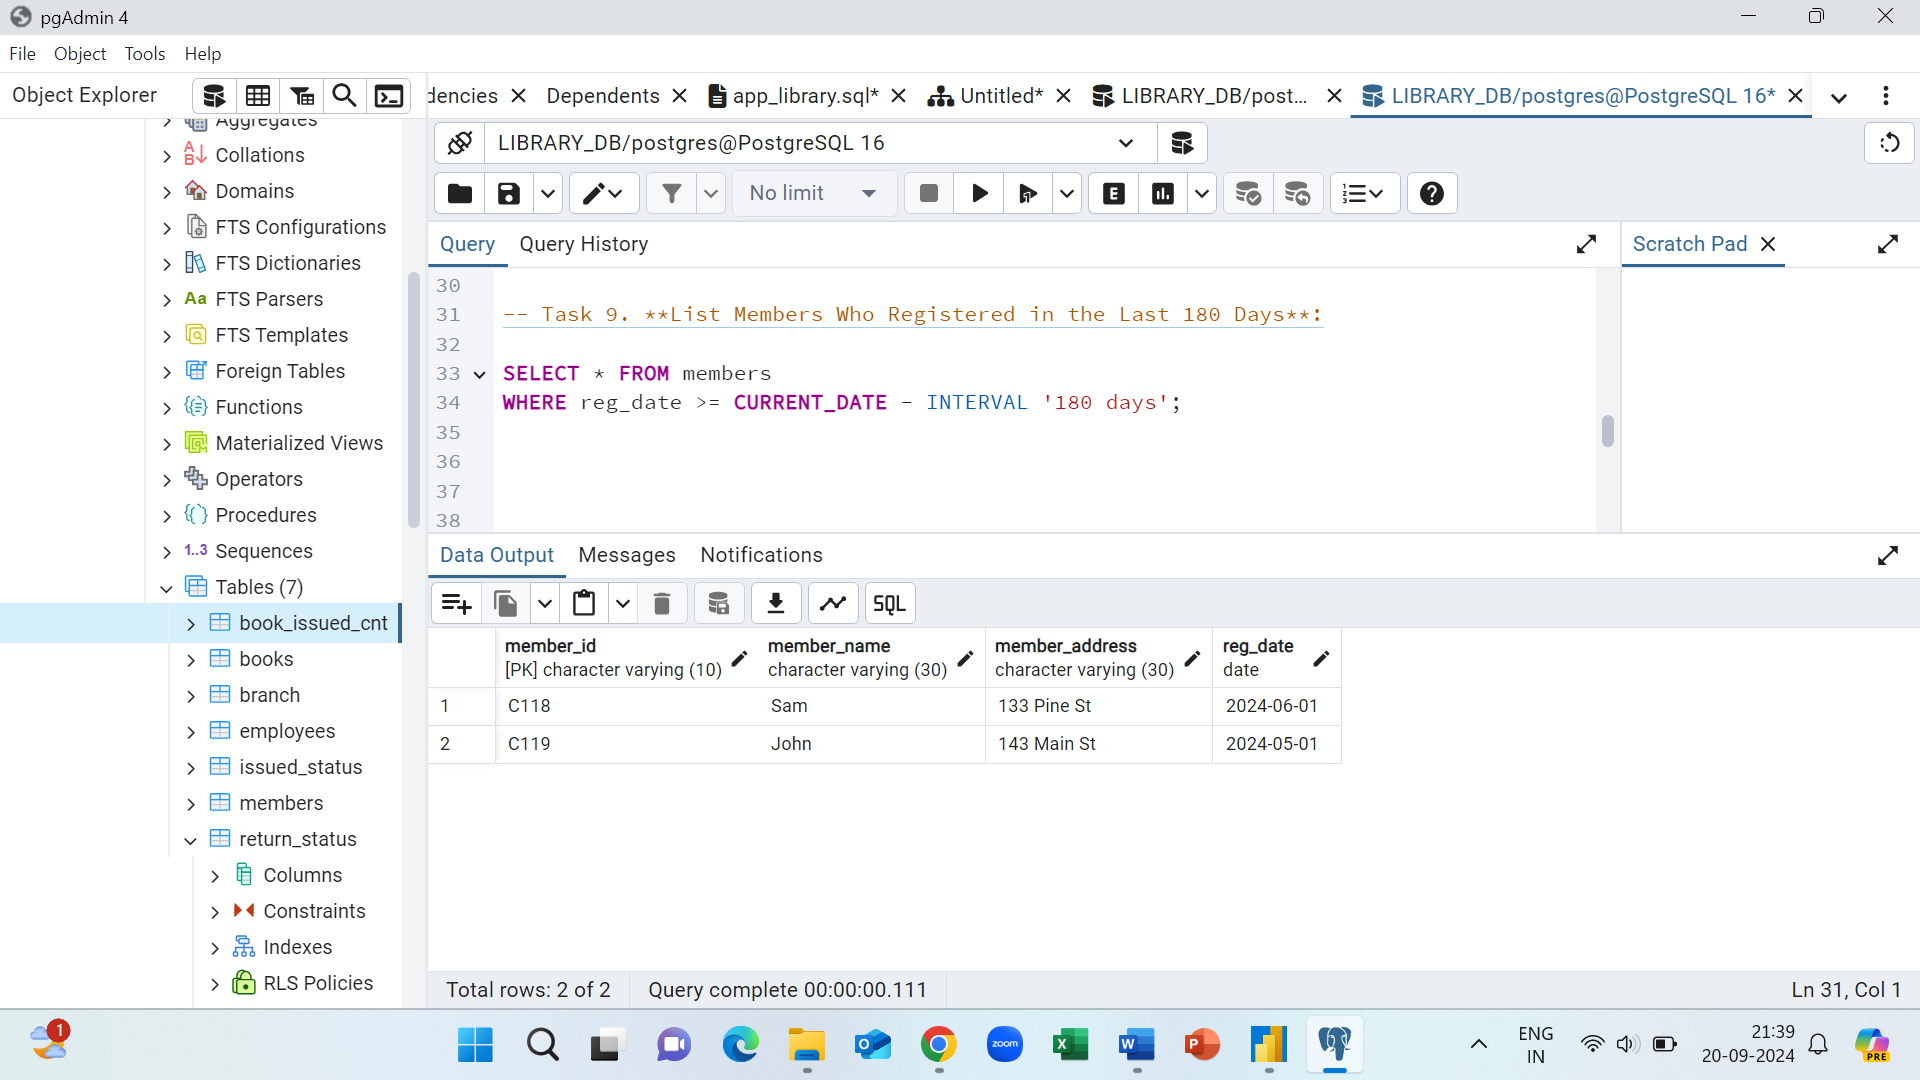 pgAdmin 4
File Object Tools Help
Object Explorer
dencies Dependents app_library.sql* Untitled* LIBRARY_DB/post... LIBRARY_DB/postgres@PostgreSQL 16*
LIBRARY_DB/postgres@PostgreSQL 16
No limit
E
Query Query History
Scratch Pad
Aggregates
Collations
Domains
FTS Configurations
FTS Dictionaries
Aa FTS Parsers
FTS Templates
Foreign Tables
Functions
Materialized Views
Operators
Procedures
1..3 Sequences
Tables (7)
book_issued_cnt
books
branch
employees
issued_status
members
return_status
Columns
Constraints
Indexes
RLS Policies
30
31 -- Task 9. **List Members Who Registered in the Last 180 Days**:
32
33 SELECT * FROM members
34 WHERE reg_date >= CURRENT_DATE - INTERVAL '180 days';
35
36
37
38
Data Output Messages Notifications
SQL
member_id member_name member_address reg_date
[PK] character varying (10) character varying (30) character varying (30) date
1 C118 Sam 133 Pine St 2024-06-01
2 C119 John 143 Main St 2024-05-01
Total rows: 2 of 2 Query complete 00:00:00.111 Ln 31, Col 1
1
zoom
ENG
IN
21:39
20-09-2024
PRE